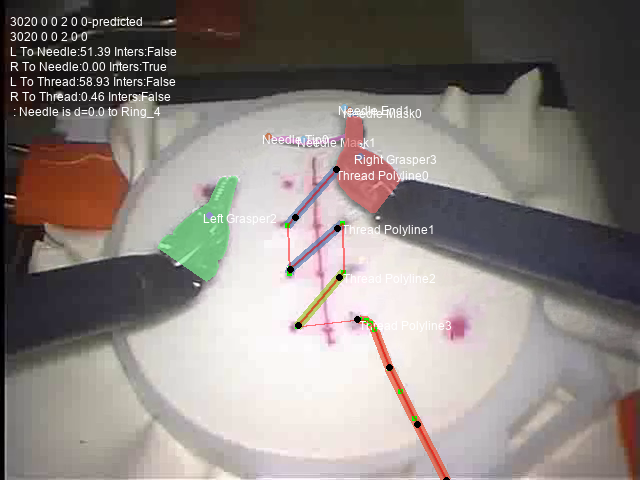 3020 0 0 2 0 0-predicted
3020 0 0 2 0 0
L To Needle:51.39 Inters:False
R To Needle:0.00 Inters:True
L To Thread:58.93 Inters:False
R To Thread:0.46 Inters:False
: Needle is d=0.0 to Ring_4
Needle End1
Needle Mask0
Needle Tip0
Needle Mask1
Right Grasper3
Thread Polyline0
Left Grasper2
Thread Polyline1
Thread Polyline2
Thread Polyline3